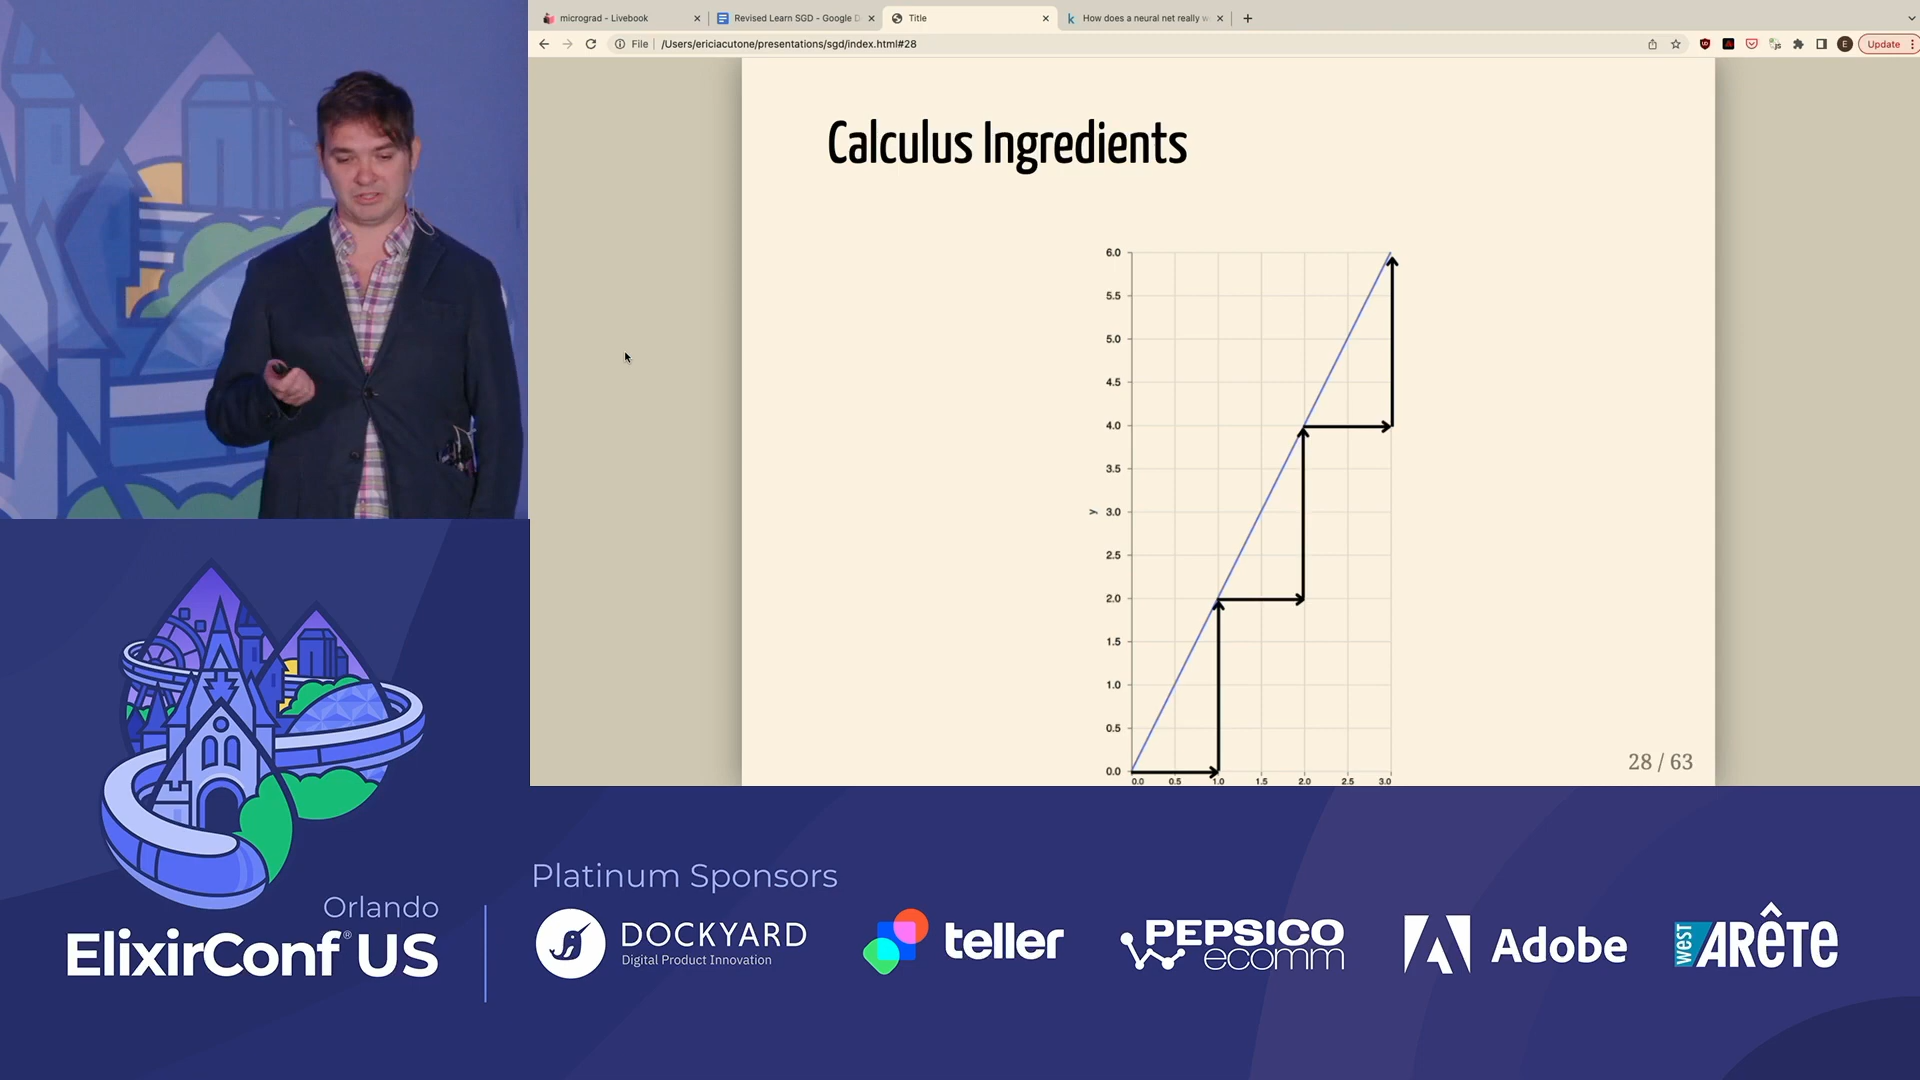 micrograd - Livebook
Revised Learn SGD - Google D
Title
How does a neural net really w
File
/Users/ericiacutone/presentations/sgd/index.html#28
E
Update
Calculus Ingredients
6.0
5.5
5.0
4.5
4.0
3.5
y
3.0
2.5
2.0
1.5
1.0
0.5
0.0
0.0 0.5 1.0 1.5 2.0 2.5 3.0
28 / 63
Orlando
ElixirConf® US
Platinum Sponsors
DOCKYARD
Digital Product Innovation
teller
PEPSICO
ecomm
Adobe
WEST ARÊTE